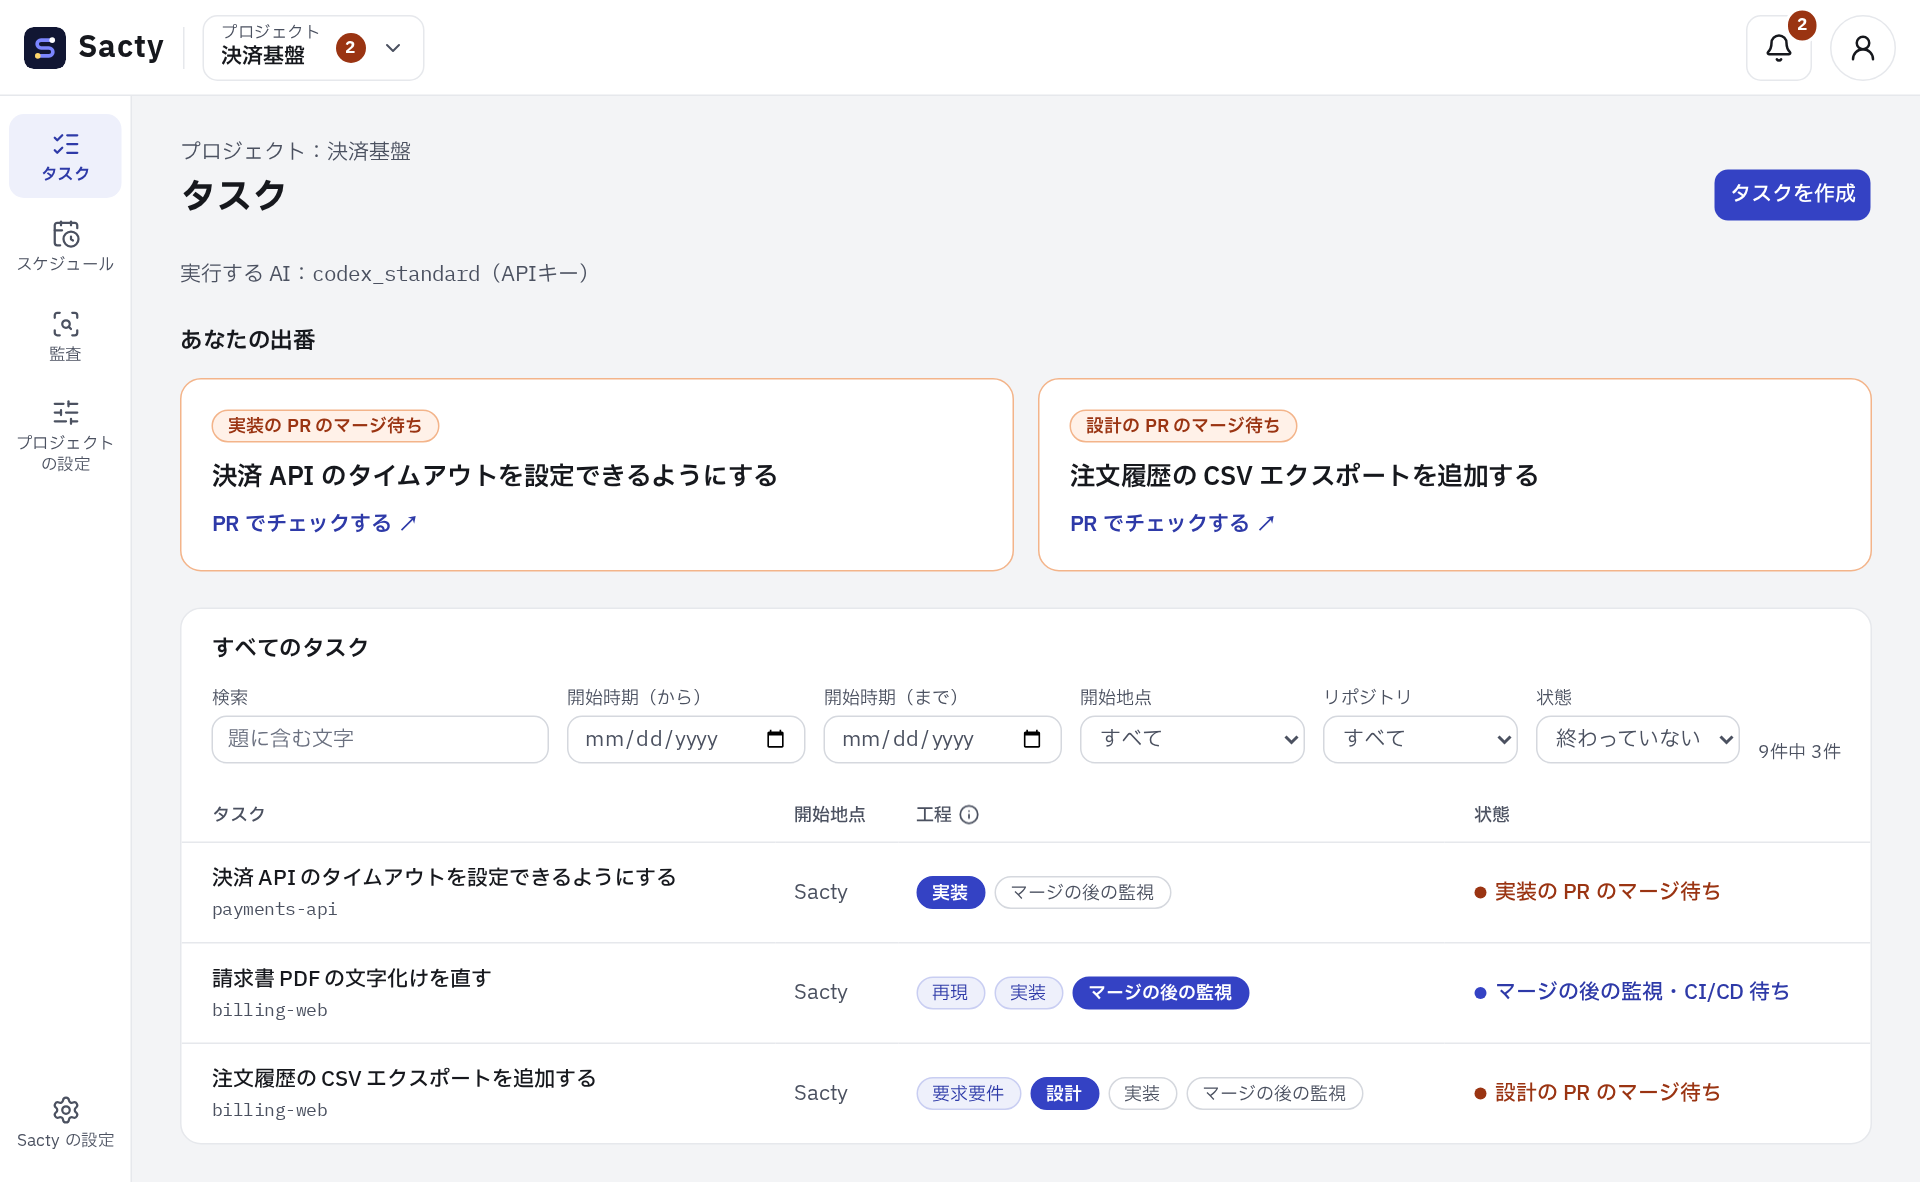 Sacty
プロジェクト
決済基盤
2
2
タスク
スケジュール
監査
プロジェクト
の設定
Sacty の設定
プロジェクト：決済基盤
タスク
タスクを作成
実行する AI：codex_standard（APIキー）
あなたの出番
実装の PR のマージ待ち
決済 API のタイムアウトを設定できるようにする
PR でチェックする ↗
設計の PR のマージ待ち
注文履歴の CSV エクスポートを追加する
PR でチェックする ↗
すべてのタスク
検索
題に含む文字
開始時期（から）
mm/dd/yyyy
開始時期（まで）
mm/dd/yyyy
開始地点
すべて
リポジトリ
すべて
状態
終わっていない
9件中 3件
タスク 開始地点 工程 状態
決済 API のタイムアウトを設定できるようにする
payments-api
Sacty
実装 マージの後の監視
実装の PR のマージ待ち
請求書 PDF の文字化けを直す
billing-web
Sacty
再現 実装 マージの後の監視
マージの後の監視・CI/CD 待ち
注文履歴の CSV エクスポートを追加する
billing-web
Sacty
要求要件 設計 実装 マージの後の監視
設計の PR のマージ待ち